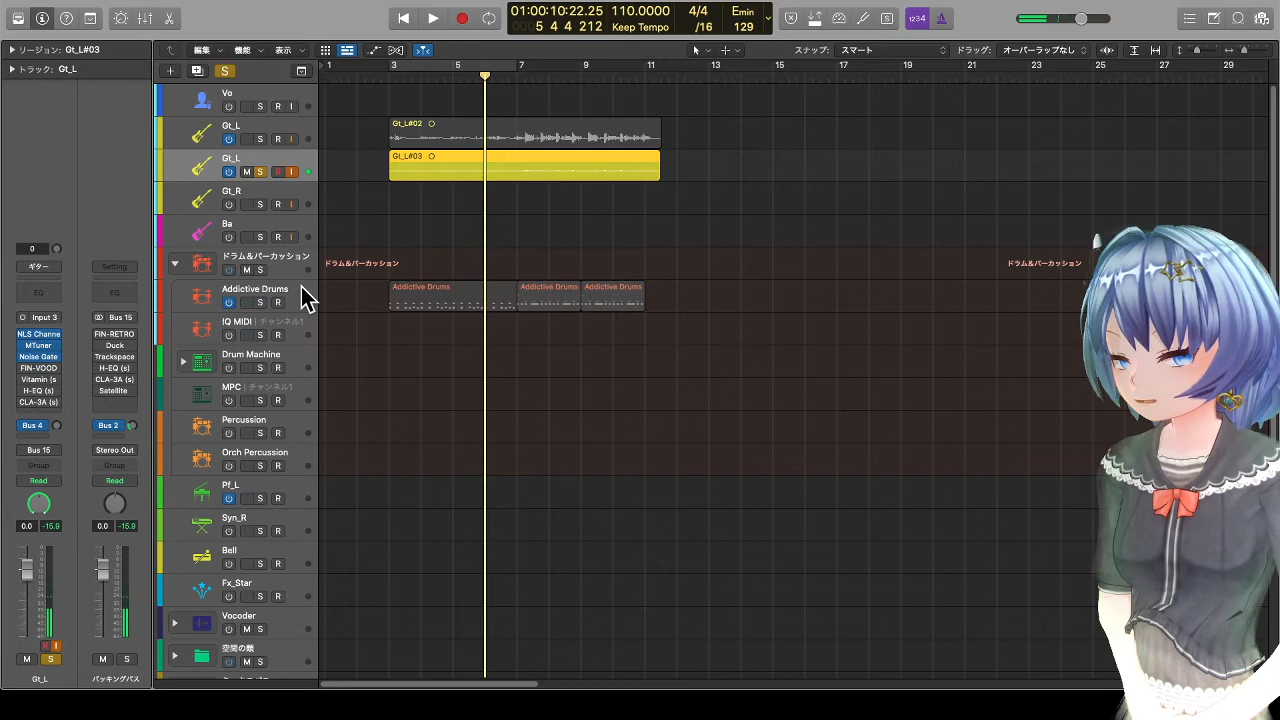 01:00:10:22.25
5 4 4 212
110.0000
Keep Tempo
4/4
/16
Emin
129
1234
S
リージョン: Gt_L#03
トラック: Gt_L
編集
機能
表示
スナップ: スマート
ドラッグ: オーバーラップなし
S
1 3 5 7 9 11 13 15 17 19 21 23 25 27 29
Vo
S R I
Gt_L
S R I
Gt_L#02
Gt_L
M S R I
Gt_L#03
Gt_R
S R I
Ba
S R I
ドラム＆パーカッション
M S
ドラム＆パーカッション
ドラム＆パーカッション
Addictive Drums
S R
Addictive Drums
Addictive Drums
Addictive Drums
IQ MIDI | チャンネル1
S R
Drum Machine
S R
MPC | チャンネル1
S R
Percussion
S R
Orch Percussion
S R
Pf_L
S R
Syn_R
S R
Bell
S R
Fx_Star
S R
Vocoder
M S
空間の類
M S
0
ギター
Setting
EQ
EQ
Input 3
Bus 15
NLS Channe
FIN-RETRO
MTuner
Duck
Noise Gate
Trackspace
FIN-VOOD
H-EQ (s)
Vitamin (s
CLA-3A (s)
H-EQ (s)
Satellite
CLA-3A (s)
Bus 4
Bus 2
Bus 15
Stereo Out
Group
Group
Read
Read
0.0 -15.9
0.0 -15.9
R I
M S
M S
Gt_L
バッキングバス